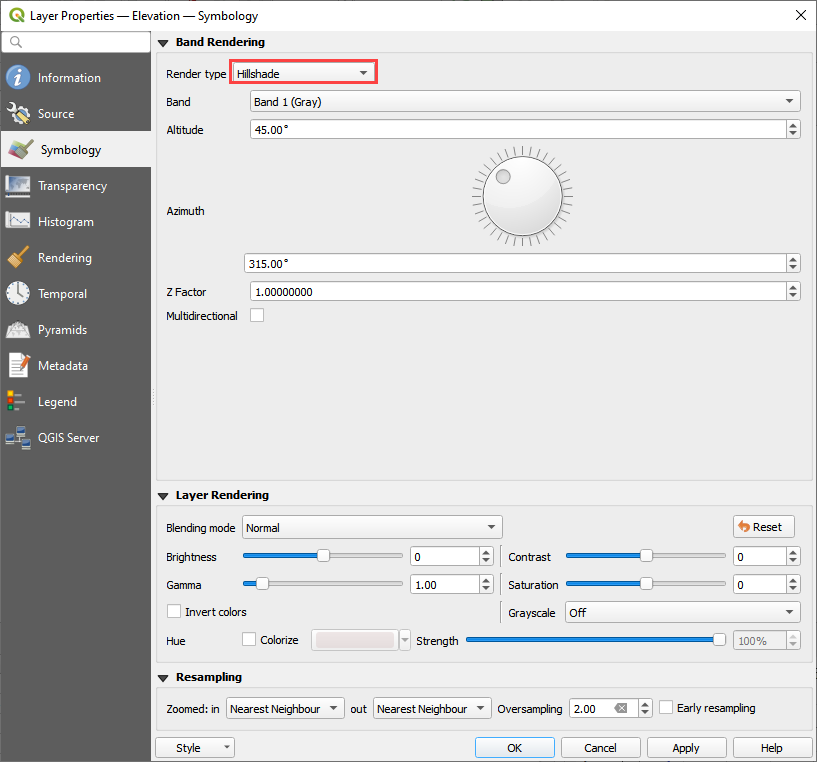 Layer Properties — Elevation — Symbology
Information
Source
Symbology
Transparency
Histogram
Rendering
Temporal
Pyramids
Metadata
Legend
QGIS Server
Band Rendering
Render type Hillshade
Band Band 1 (Gray)
Altitude 45.00°
Azimuth
315.00°
Z Factor 1.00000000
Multidirectional
Layer Rendering
Blending mode Normal Reset
Brightness 0 Contrast 0
Gamma 1.00 Saturation 0
Invert colors Grayscale Off
Hue Colorize Strength 100%
Resampling
Zoomed: in Nearest Neighbour out Nearest Neighbour Oversampling 2.00 Early resampling
Style OK Cancel Apply Help